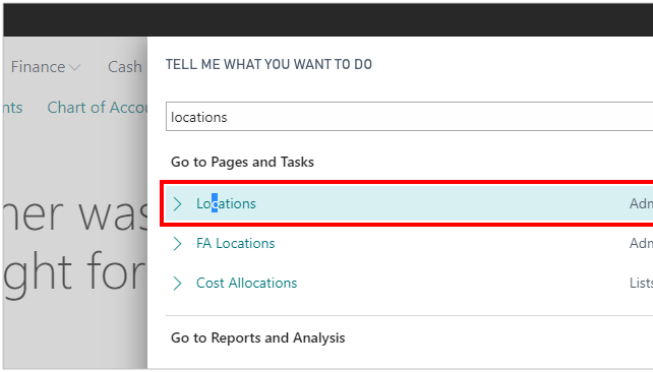 Finance
Cash
TELL ME WHAT YOU WANT TO DO
nts
Chart of Accou
locations
Go to Pages and Tasks
Locations
Adm
FA Locations
Adm
Cost Allocations
Lists
Go to Reports and Analysis
ner was
ght for